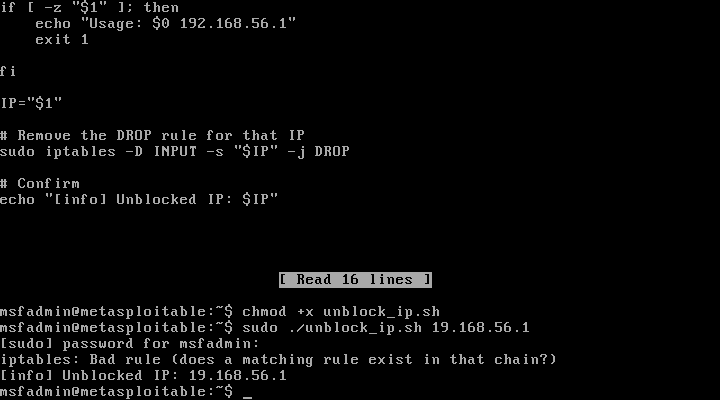 if [ -z "$1" ]; then
    echo "Usage: $0 192.168.56.1"
    exit 1
fi
IP="$1"
# Remove the DROP rule for that IP
sudo iptables -D INPUT -s "$IP" -j DROP
# Confirm
echo "[info] Unblocked IP: $IP"
[ Read 16 lines ]
msfadmin@metasploitable:~$ chmod +x unblock_ip.sh
msfadmin@metasploitable:~$ sudo ./unblock_ip.sh 19.168.56.1
[sudo] password for msfadmin:
iptables: Bad rule (does a matching rule exist in that chain?)
[info] Unblocked IP: 19.168.56.1
msfadmin@metasploitable:~$ _